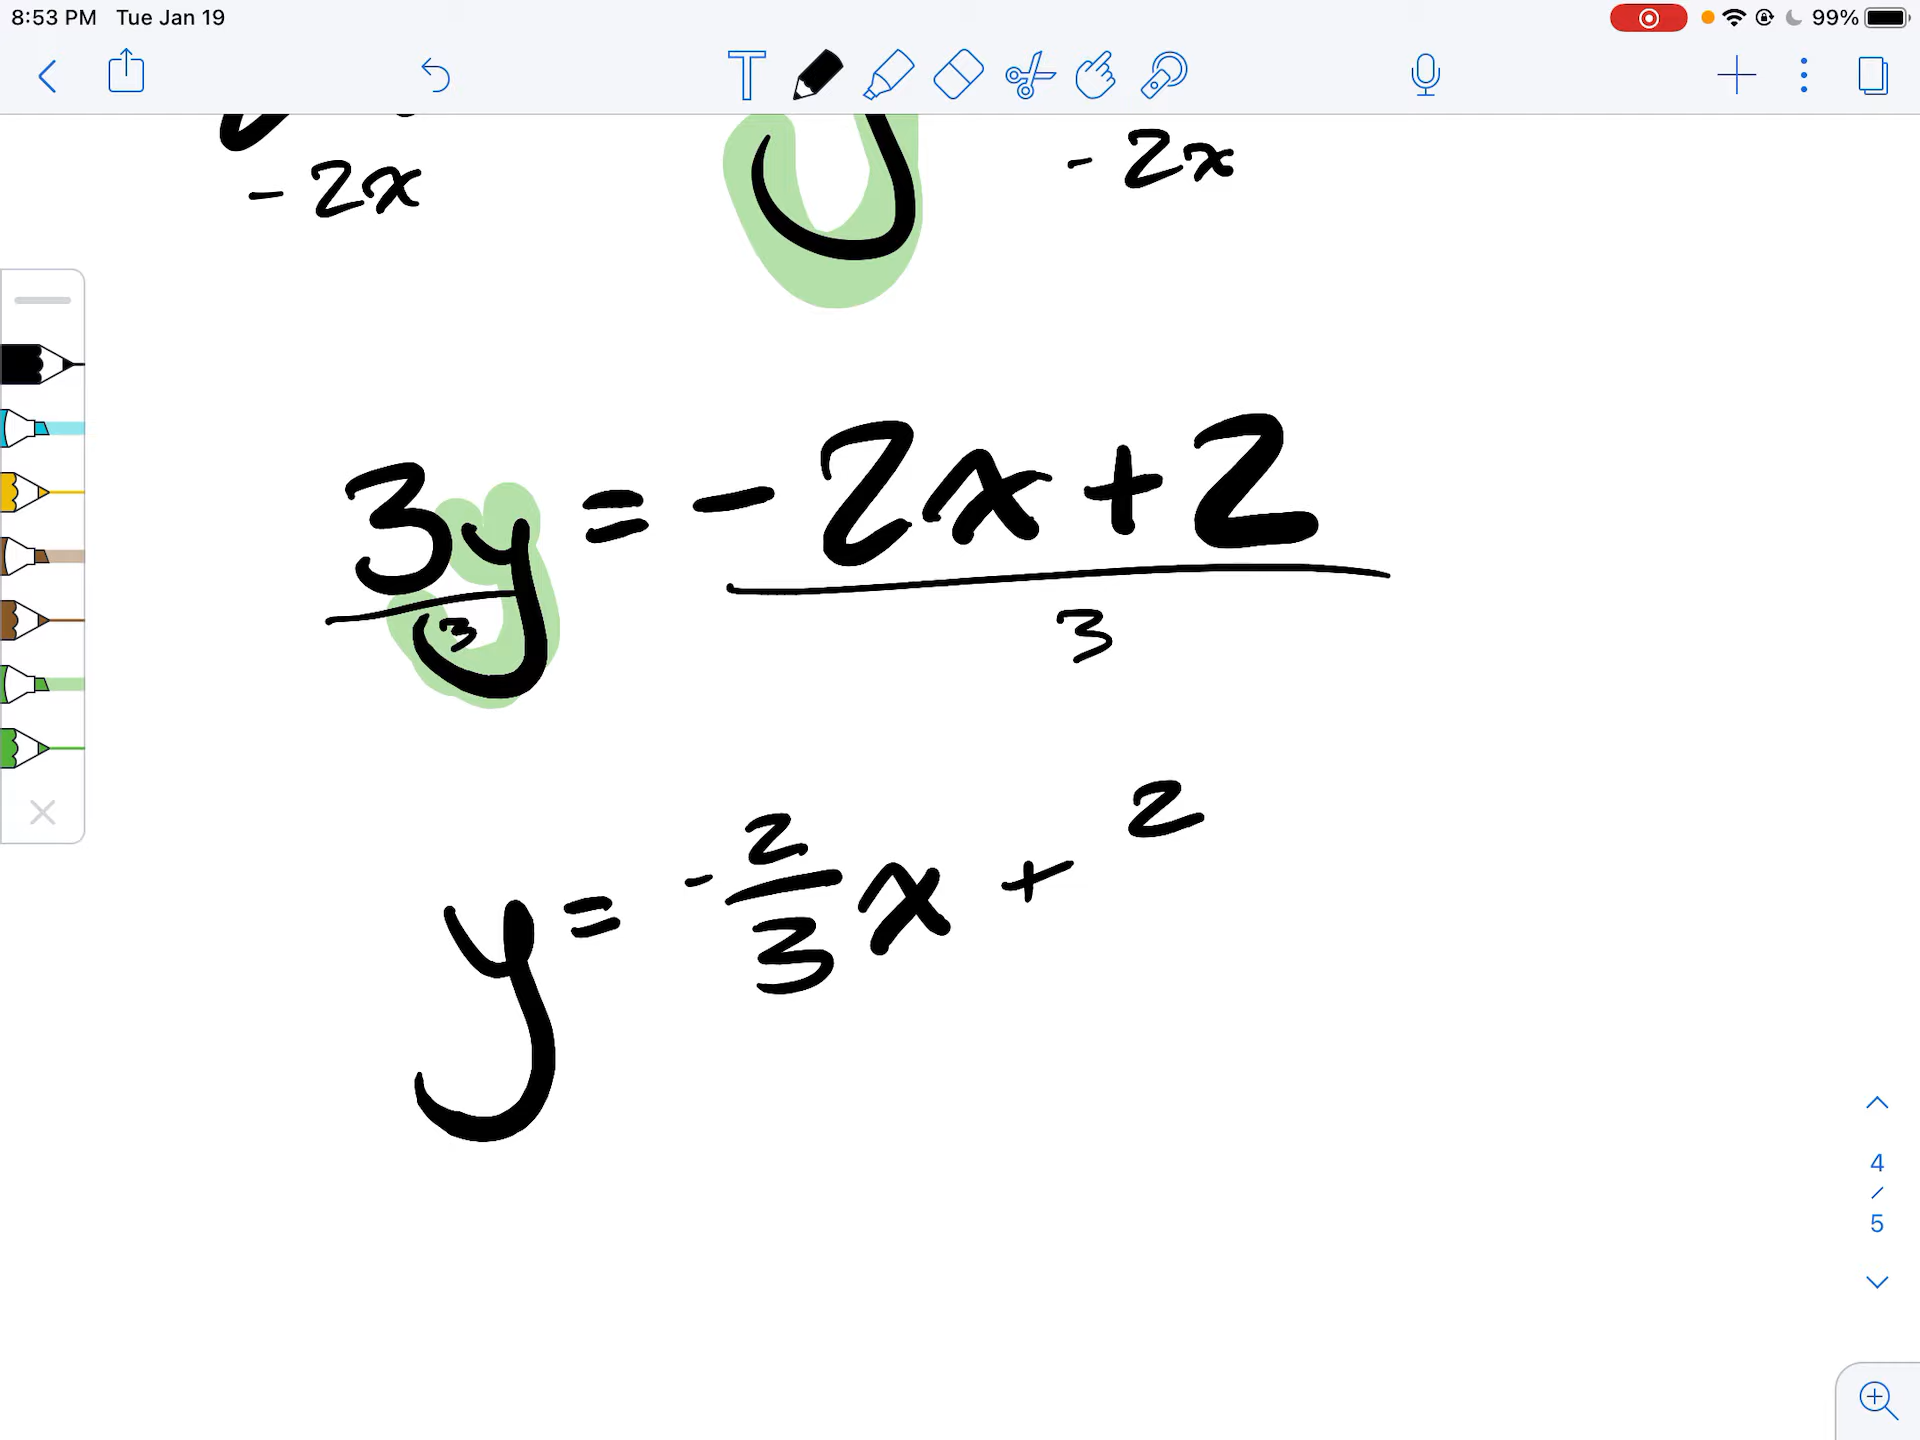 8:53 PM Tue Jan 19 99%
T
- 2x y - 2x
3y = - 2x + 2
3 3
y = - 2/3 x + 2
4
/
5